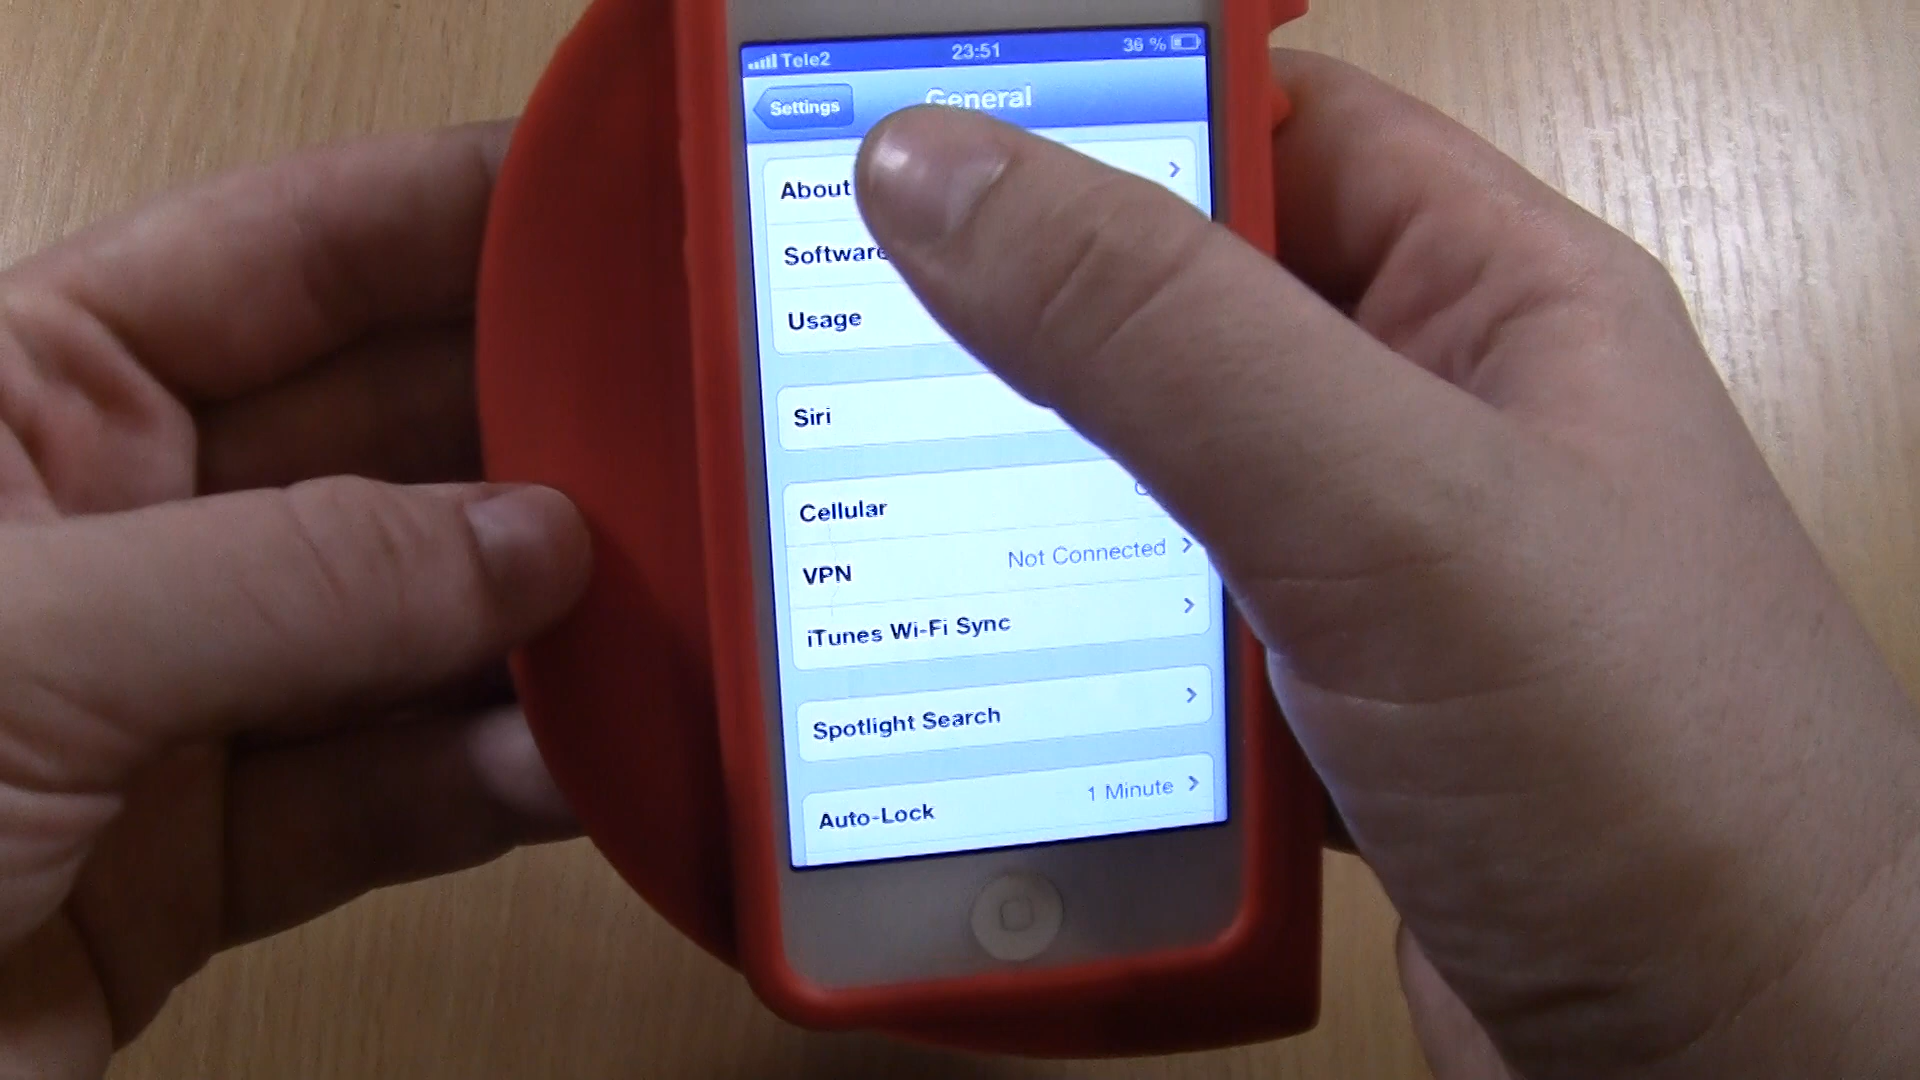 Tele2 23:51 36 %
Settings General
About
Software
Usage
Siri
Cellular
VPN Not Connected
iTunes Wi-Fi Sync
Spotlight Search
Auto-Lock 1 Minute